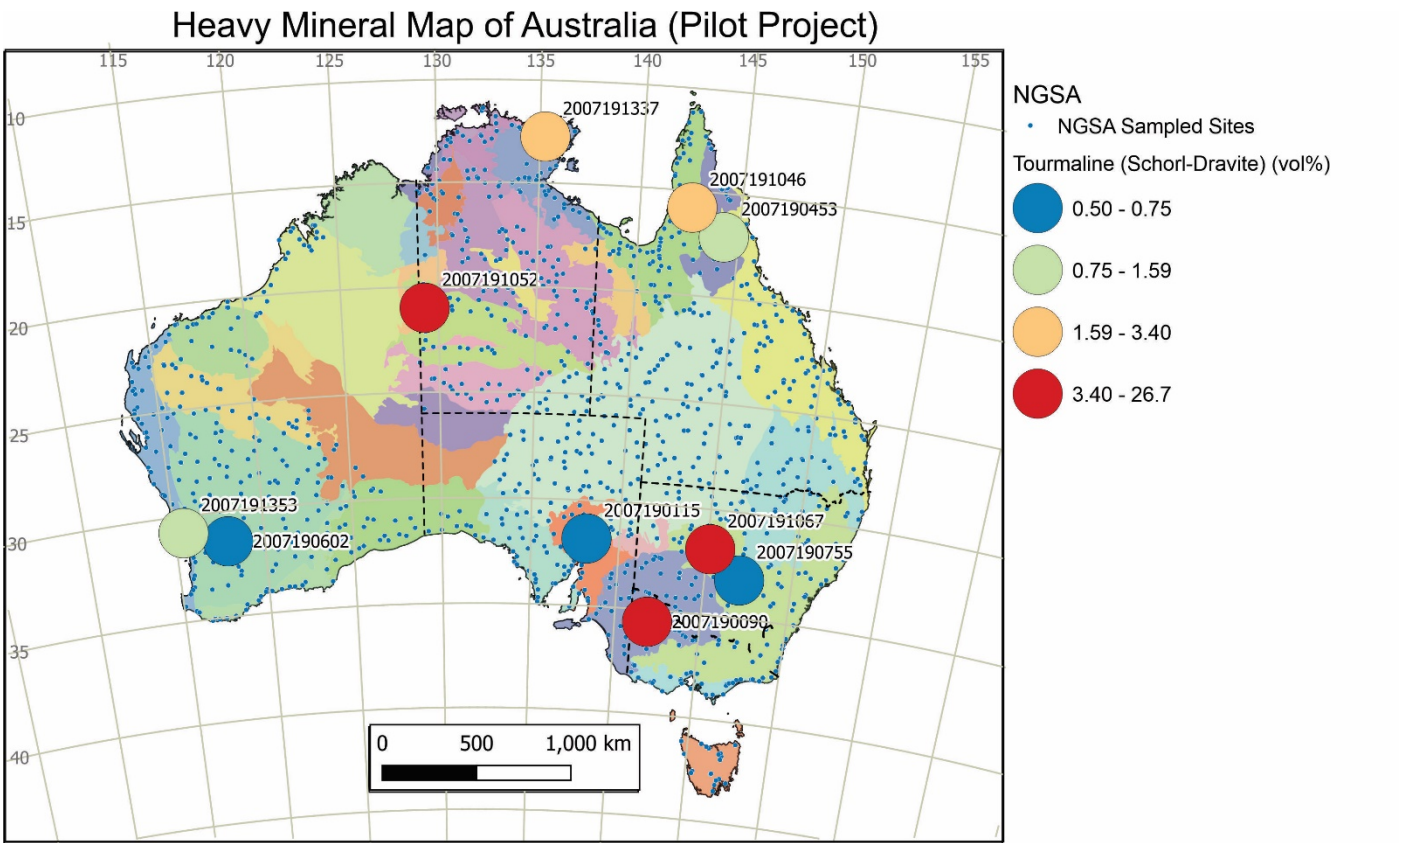 Heavy Mineral Map of Australia (Pilot Project)
115 120 125 130 135 140 145 150 155
10
15
20
25
30
35
40
2007191337
2007191046
2007190453
2007191052
2007191353
2007190602
2007190115
2007191067
2007190755
2007190090
0 500 1,000 km
NGSA
NGSA Sampled Sites
Tourmaline (Schorl-Dravite) (vol%)
0.50 - 0.75
0.75 - 1.59
1.59 - 3.40
3.40 - 26.7